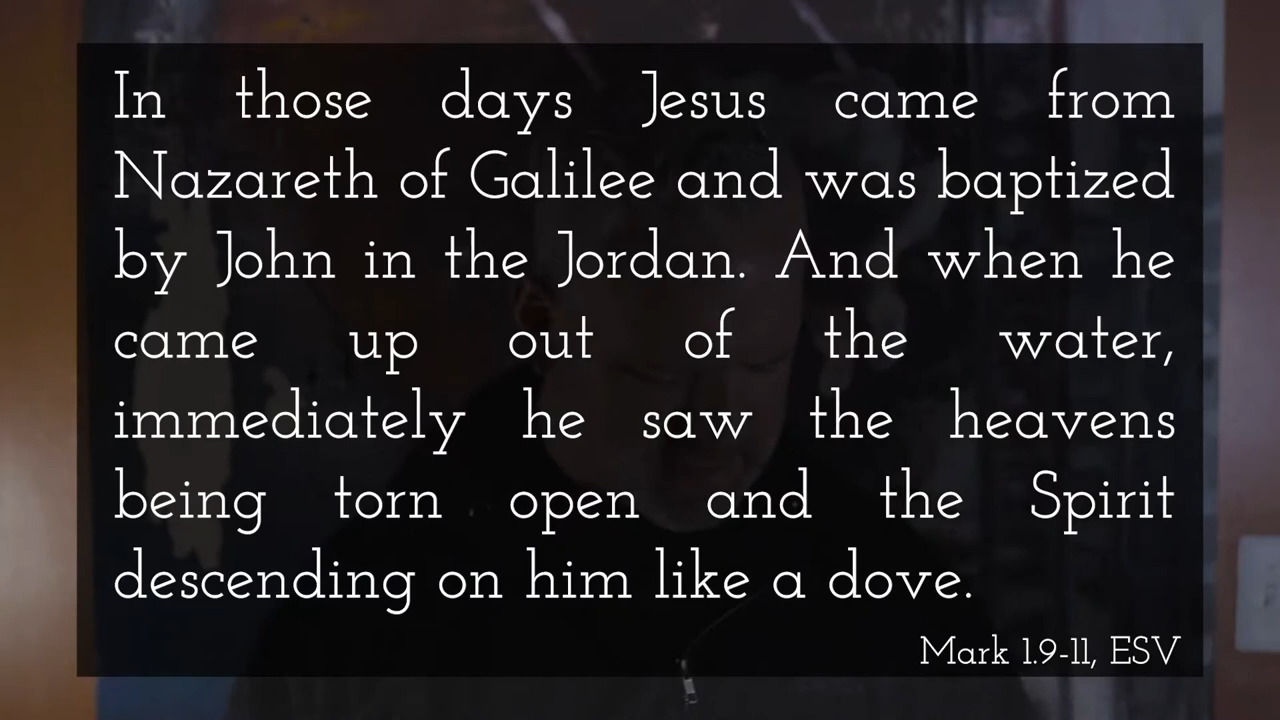 In those days Jesus came from
Nazareth of Galilee and was baptized
by John in the Jordan. And when he
came up out of the water,
immediately he saw the heavens
being torn open and the Spirit
descending on him like a dove.
Mark 1.9-11, ESV